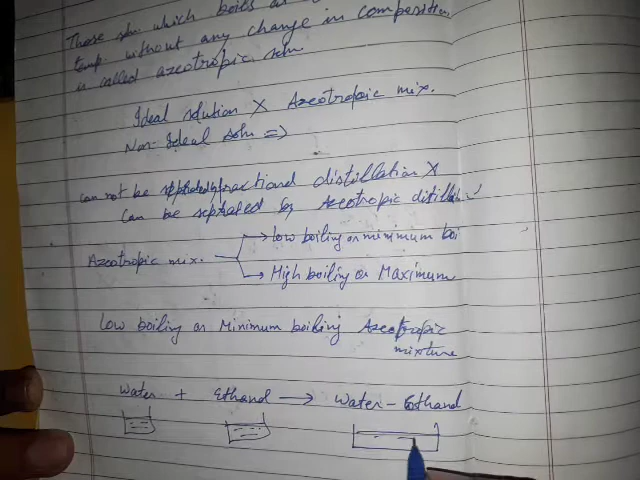 Those soln which boils at
temp without any change in composition
is called azeotropic soln
Ideal solution X Azeotropic mix.
Non-Ideal soln =>
can not be fractional distillation X
can be seprated by Azeotropic ditillatio ✓
Azeotropic mix. → low boiling or minimum boi
→ High boiling or Maximum
Low boiling or Minimum boiling Azeotropic
mixture
Water + Ethanol → Water - Ethanol